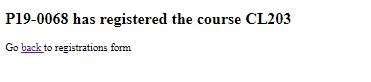 P19-0068 has registered the course CL203
Go back to registrations form